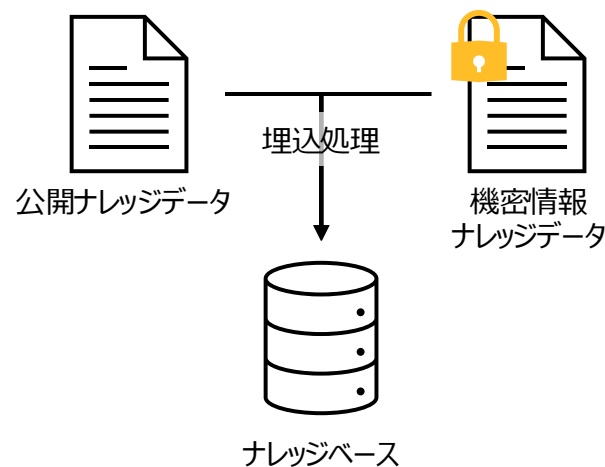 埋込処理
公開ナレッジデータ
機密情報
ナレッジデータ
ナレッジベース